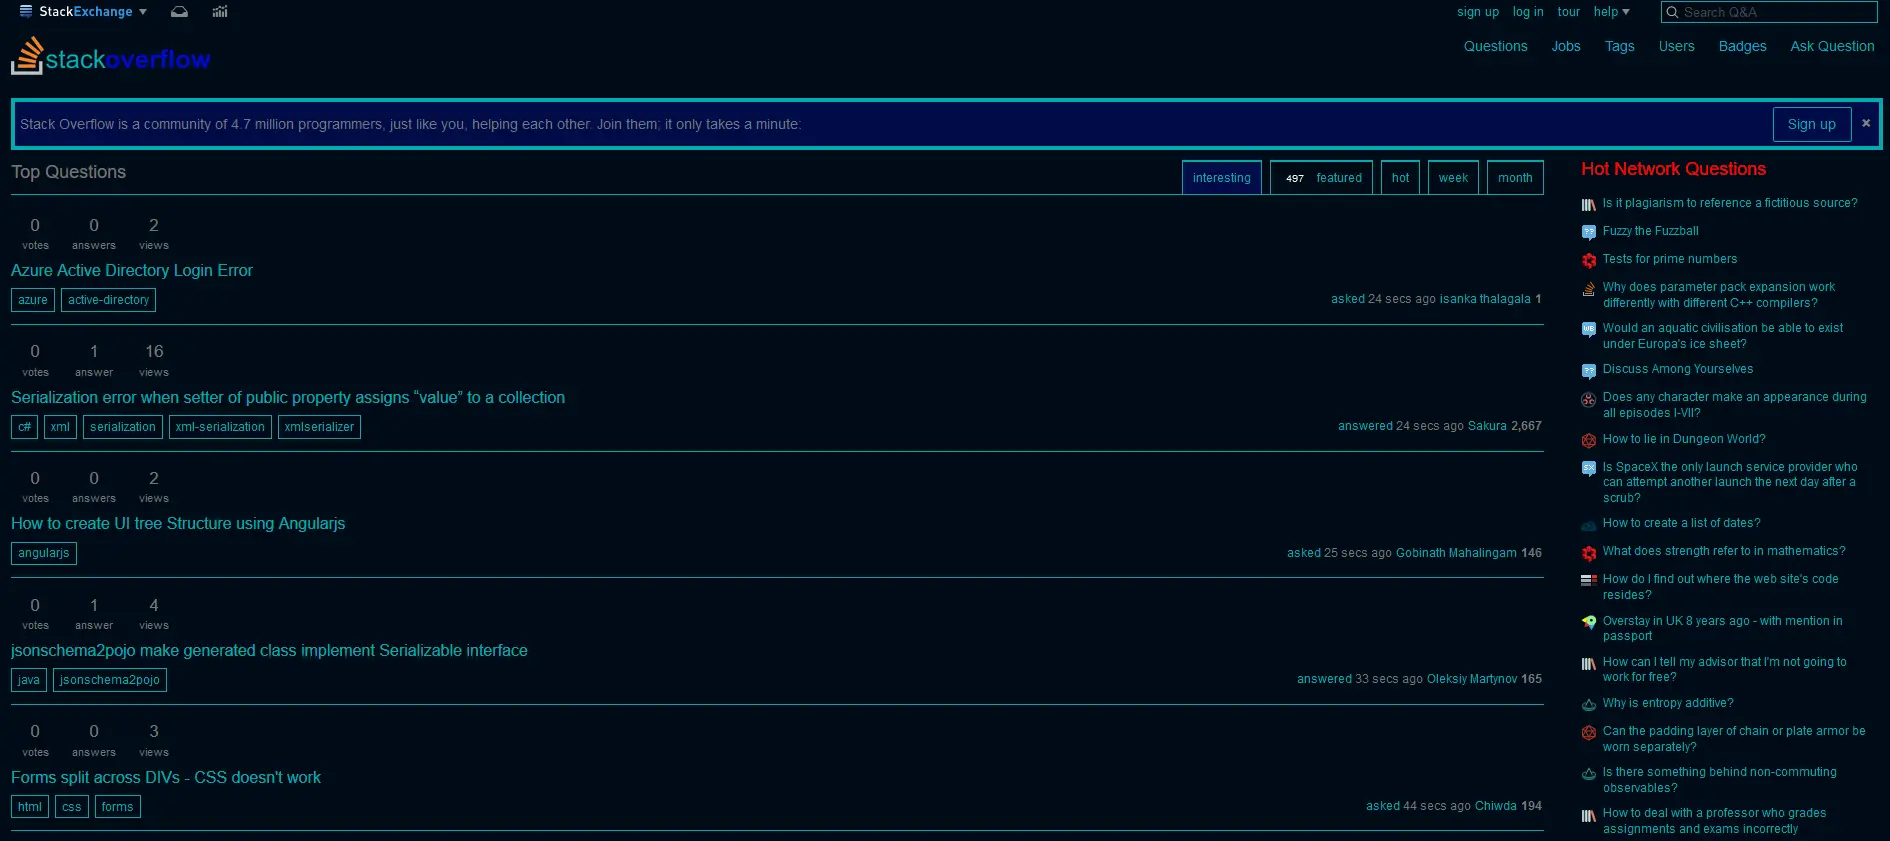 StackExchange
sign up log in tour help
Search Q&A
stackoverflow
Questions Jobs Tags Users Badges Ask Question
Stack Overflow is a community of 4.7 million programmers, just like you, helping each other. Join them; it only takes a minute:
Sign up ×
Top Questions
interesting 497 featured hot week month
0 0 2
votes answers views
Azure Active Directory Login Error
azure active-directory
asked 24 secs ago isanka thalagala 1
0 1 16
votes answer views
Serialization error when setter of public property assigns “value” to a collection
c# xml serialization xml-serialization xmlserializer
answered 24 secs ago Sakura 2,667
0 0 2
votes answers views
How to create UI tree Structure using Angularjs
angularjs
asked 25 secs ago Gobinath Mahalingam 146
0 1 4
votes answer views
jsonschema2pojo make generated class implement Serializable interface
java jsonschema2pojo
answered 33 secs ago Oleksiy Martynov 165
0 0 3
votes answers views
Forms split across DIVs - CSS doesn't work
html css forms
asked 44 secs ago Chiwda 194
Hot Network Questions
Is it plagiarism to reference a fictitious source?
Fuzzy the Fuzzball
Tests for prime numbers
Why does parameter pack expansion work
differently with different C++ compilers?
Would an aquatic civilisation be able to exist
under Europa's ice sheet?
Discuss Among Yourselves
Does any character make an appearance during
all episodes I-VII?
How to lie in Dungeon World?
Is SpaceX the only launch service provider who
can attempt another launch the next day after a
scrub?
How to create a list of dates?
What does strength refer to in mathematics?
How do I find out where the web site's code
resides?
Overstay in UK 8 years ago - with mention in
passport
How can I tell my advisor that I'm not going to
work for free?
Why is entropy additive?
Can the padding layer of chain or plate armor be
worn separately?
Is there something behind non-commuting
observables?
How to deal with a professor who grades
assignments and exams incorrectly